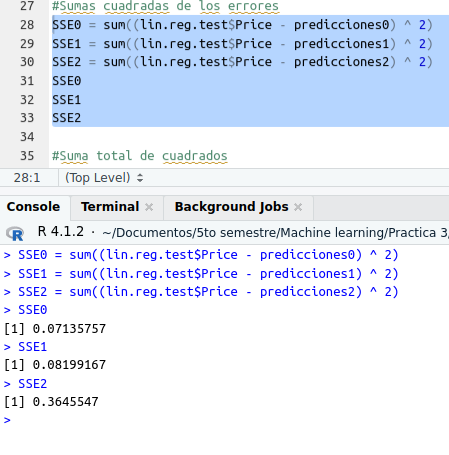 27 #Sumas cuadradas de los errores
28 SSE0 = sum((lin.reg.test$Price - predicciones0) ^ 2)
29 SSE1 = sum((lin.reg.test$Price - predicciones1) ^ 2)
30 SSE2 = sum((lin.reg.test$Price - predicciones2) ^ 2)
31 SSE0
32 SSE1
33 SSE2
34
35 #Suma total de cuadrados
28:1 (Top Level)
Console Terminal Background Jobs
R R 4.1.2 · ~/Documentos/5to semestre/Machine learning/Practica 3/
> SSE0 = sum((lin.reg.test$Price - predicciones0) ^ 2)
> SSE1 = sum((lin.reg.test$Price - predicciones1) ^ 2)
> SSE2 = sum((lin.reg.test$Price - predicciones2) ^ 2)
> SSE0
[1] 0.07135757
> SSE1
[1] 0.08199167
> SSE2
[1] 0.3645547
>